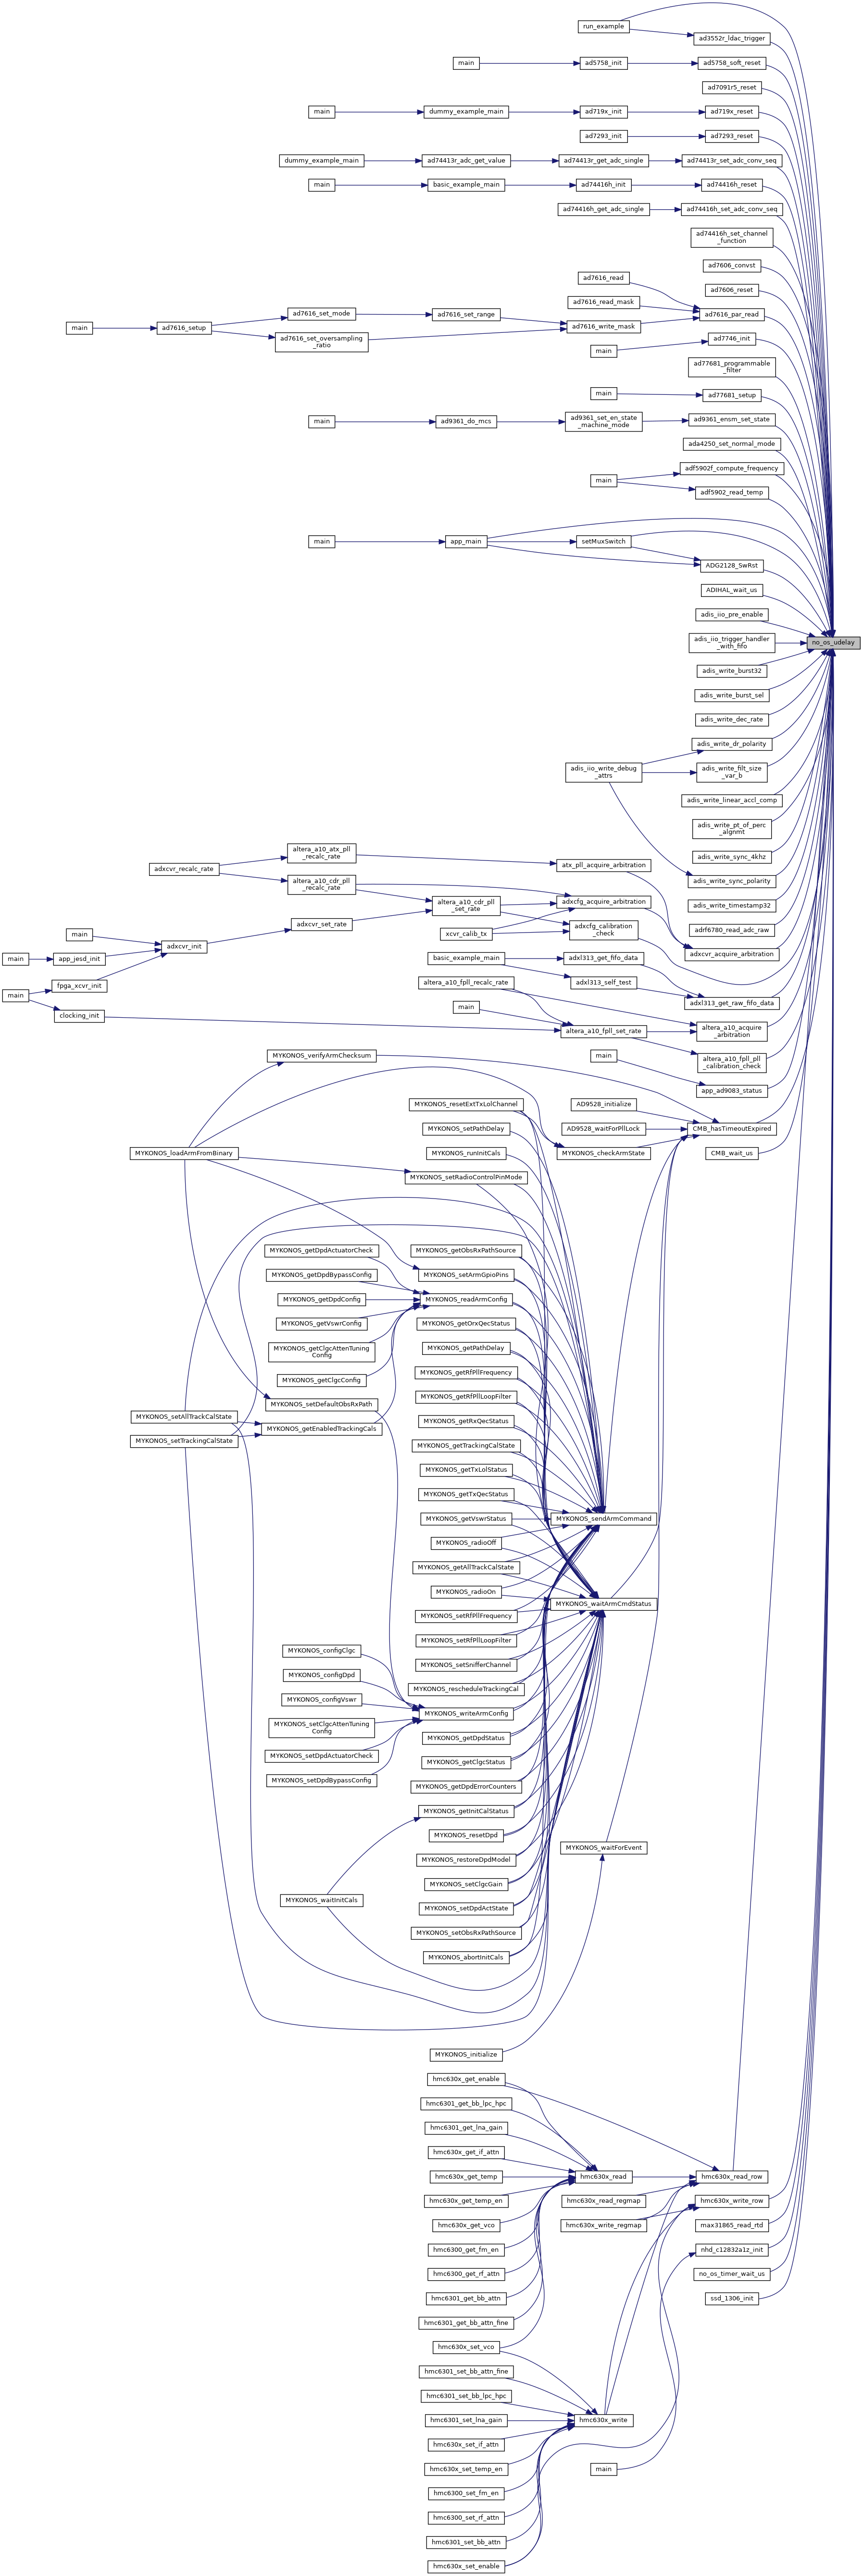 run_example
ad3552r_ldac_trigger
main
ad5758_init
ad5758_soft_reset
ad7091r5_reset
main
dummy_example_main
ad719x_init
ad719x_reset
ad7293_init
ad7293_reset
dummy_example_main
ad74413r_adc_get_value
ad74413r_get_adc_single
ad74413r_set_adc_conv_seq
main
basic_example_main
ad74416h_init
ad74416h_reset
ad74416h_get_adc_single
ad74416h_set_adc_conv_seq
ad74416h_set_channel
_function
ad7606_convst
ad7616_read
ad7606_reset
ad7616_read_mask
ad7616_set_mode
ad7616_set_range
ad7616_par_read
main
ad7616_setup
ad7616_write_mask
ad7616_set_oversampling
_ratio
ad7746_init
main
ad77681_programmable
_filter
main
ad77681_setup
main
ad9361_do_mcs
ad9361_set_en_state
_machine_mode
ad9361_ensm_set_state
ada4250_set_normal_mode
adf5902f_compute_frequency
main
adf5902_read_temp
main
app_main
setMuxSwitch
ADG2128_SwRst
ADIHAL_wait_us
adis_iio_pre_enable
no_os_udelay
adis_iio_trigger_handler
_with_fifo
adis_write_burst32
adis_write_burst_sel
adis_write_dec_rate
adis_write_dr_polarity
adis_iio_write_debug
_attrs
adis_write_filt_size
_var_b
adis_write_linear_accl_comp
adis_write_pt_of_perc
_algnmt
altera_a10_atx_pll
_recalc_rate
adis_write_sync_4khz
adxcvr_recalc_rate
atx_pll_acquire_arbitration
altera_a10_cdr_pll
_recalc_rate
adis_write_sync_polarity
altera_a10_cdr_pll
_set_rate
adxcfg_acquire_arbitration
adis_write_timestamp32
adxcvr_set_rate
adxcfg_calibration
_check
adrf6780_read_adc_raw
main
xcvr_calib_tx
adxcvr_init
adxcvr_acquire_arbitration
main
app_jesd_init
basic_example_main
adxl313_get_fifo_data
fpga_xcvr_init
altera_a10_fpll_recalc_rate
adxl313_self_test
main
adxl313_get_raw_fifo_data
main
clocking_init
altera_a10_fpll_set_rate
altera_a10_acquire
_arbitration
MYKONOS_verifyArmChecksum
main
altera_a10_fpll_pll
_calibration_check
app_ad9083_status
MYKONOS_resetExtTxLolChannel
AD9528_initialize
MYKONOS_setPathDelay
AD9528_waitForPllLock
CMB_hasTimeoutExpired
MYKONOS_loadArmFromBinary
MYKONOS_runInitCals
MYKONOS_checkArmState
CMB_wait_us
MYKONOS_setRadioControlPinMode
MYKONOS_getDpdActuatorCheck
MYKONOS_getObsRxPathSource
MYKONOS_getDpdBypassConfig
MYKONOS_setArmGpioPins
MYKONOS_getDpdConfig
MYKONOS_readArmConfig
MYKONOS_getVswrConfig
MYKONOS_getOrxQecStatus
MYKONOS_getClgcAttenTuning
Config
MYKONOS_getPathDelay
MYKONOS_getClgcConfig
MYKONOS_getRfPllFrequency
MYKONOS_setDefaultObsRxPath
MYKONOS_getRfPllLoopFilter
MYKONOS_setAllTrackCalState
MYKONOS_getEnabledTrackingCals
MYKONOS_getRxQecStatus
MYKONOS_setTrackingCalState
MYKONOS_getTrackingCalState
MYKONOS_getTxLolStatus
MYKONOS_getTxQecStatus
MYKONOS_getVswrStatus
MYKONOS_sendArmCommand
MYKONOS_radioOff
MYKONOS_getAllTrackCalState
MYKONOS_radioOn
MYKONOS_waitArmCmdStatus
MYKONOS_setRfPllFrequency
MYKONOS_setRfPllLoopFilter
MYKONOS_configClgc
MYKONOS_setSnifferChannel
MYKONOS_configDpd
MYKONOS_rescheduleTrackingCal
MYKONOS_configVswr
MYKONOS_writeArmConfig
MYKONOS_setClgcAttenTuning
Config
MYKONOS_getDpdStatus
MYKONOS_setDpdActuatorCheck
MYKONOS_getClgcStatus
MYKONOS_setDpdBypassConfig
MYKONOS_getDpdErrorCounters
MYKONOS_getInitCalStatus
MYKONOS_resetDpd
MYKONOS_waitForEvent
MYKONOS_restoreDpdModel
MYKONOS_setClgcGain
MYKONOS_waitInitCals
MYKONOS_setDpdActState
MYKONOS_setObsRxPathSource
MYKONOS_abortInitCals
MYKONOS_initialize
hmc630x_get_enable
hmc6301_get_bb_lpc_hpc
hmc6301_get_lna_gain
hmc630x_get_if_attn
hmc630x_get_temp
hmc630x_read
hmc630x_read_row
hmc630x_get_temp_en
hmc630x_read_regmap
hmc630x_write_row
hmc630x_get_vco
hmc630x_write_regmap
max31865_read_rtd
hmc6300_get_fm_en
nhd_c12832a1z_init
hmc6300_get_rf_attn
no_os_timer_wait_us
hmc6301_get_bb_attn
ssd_1306_init
hmc6301_get_bb_attn_fine
hmc630x_set_vco
hmc6301_set_bb_attn_fine
hmc6301_set_bb_lpc_hpc
hmc6301_set_lna_gain
hmc630x_write
hmc630x_set_if_attn
hmc630x_set_temp_en
main
hmc6300_set_fm_en
hmc6300_set_rf_attn
hmc6301_set_bb_attn
hmc630x_set_enable